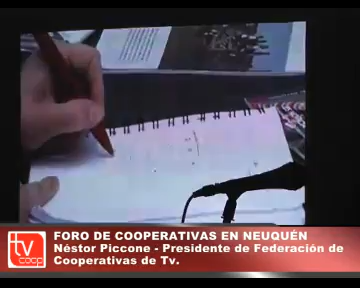 FORO DE COOPERATIVAS EN NEUQUÉN
Néstor Piccone - Presidente de Federación de
Cooperativas de Tv.
tv
coop